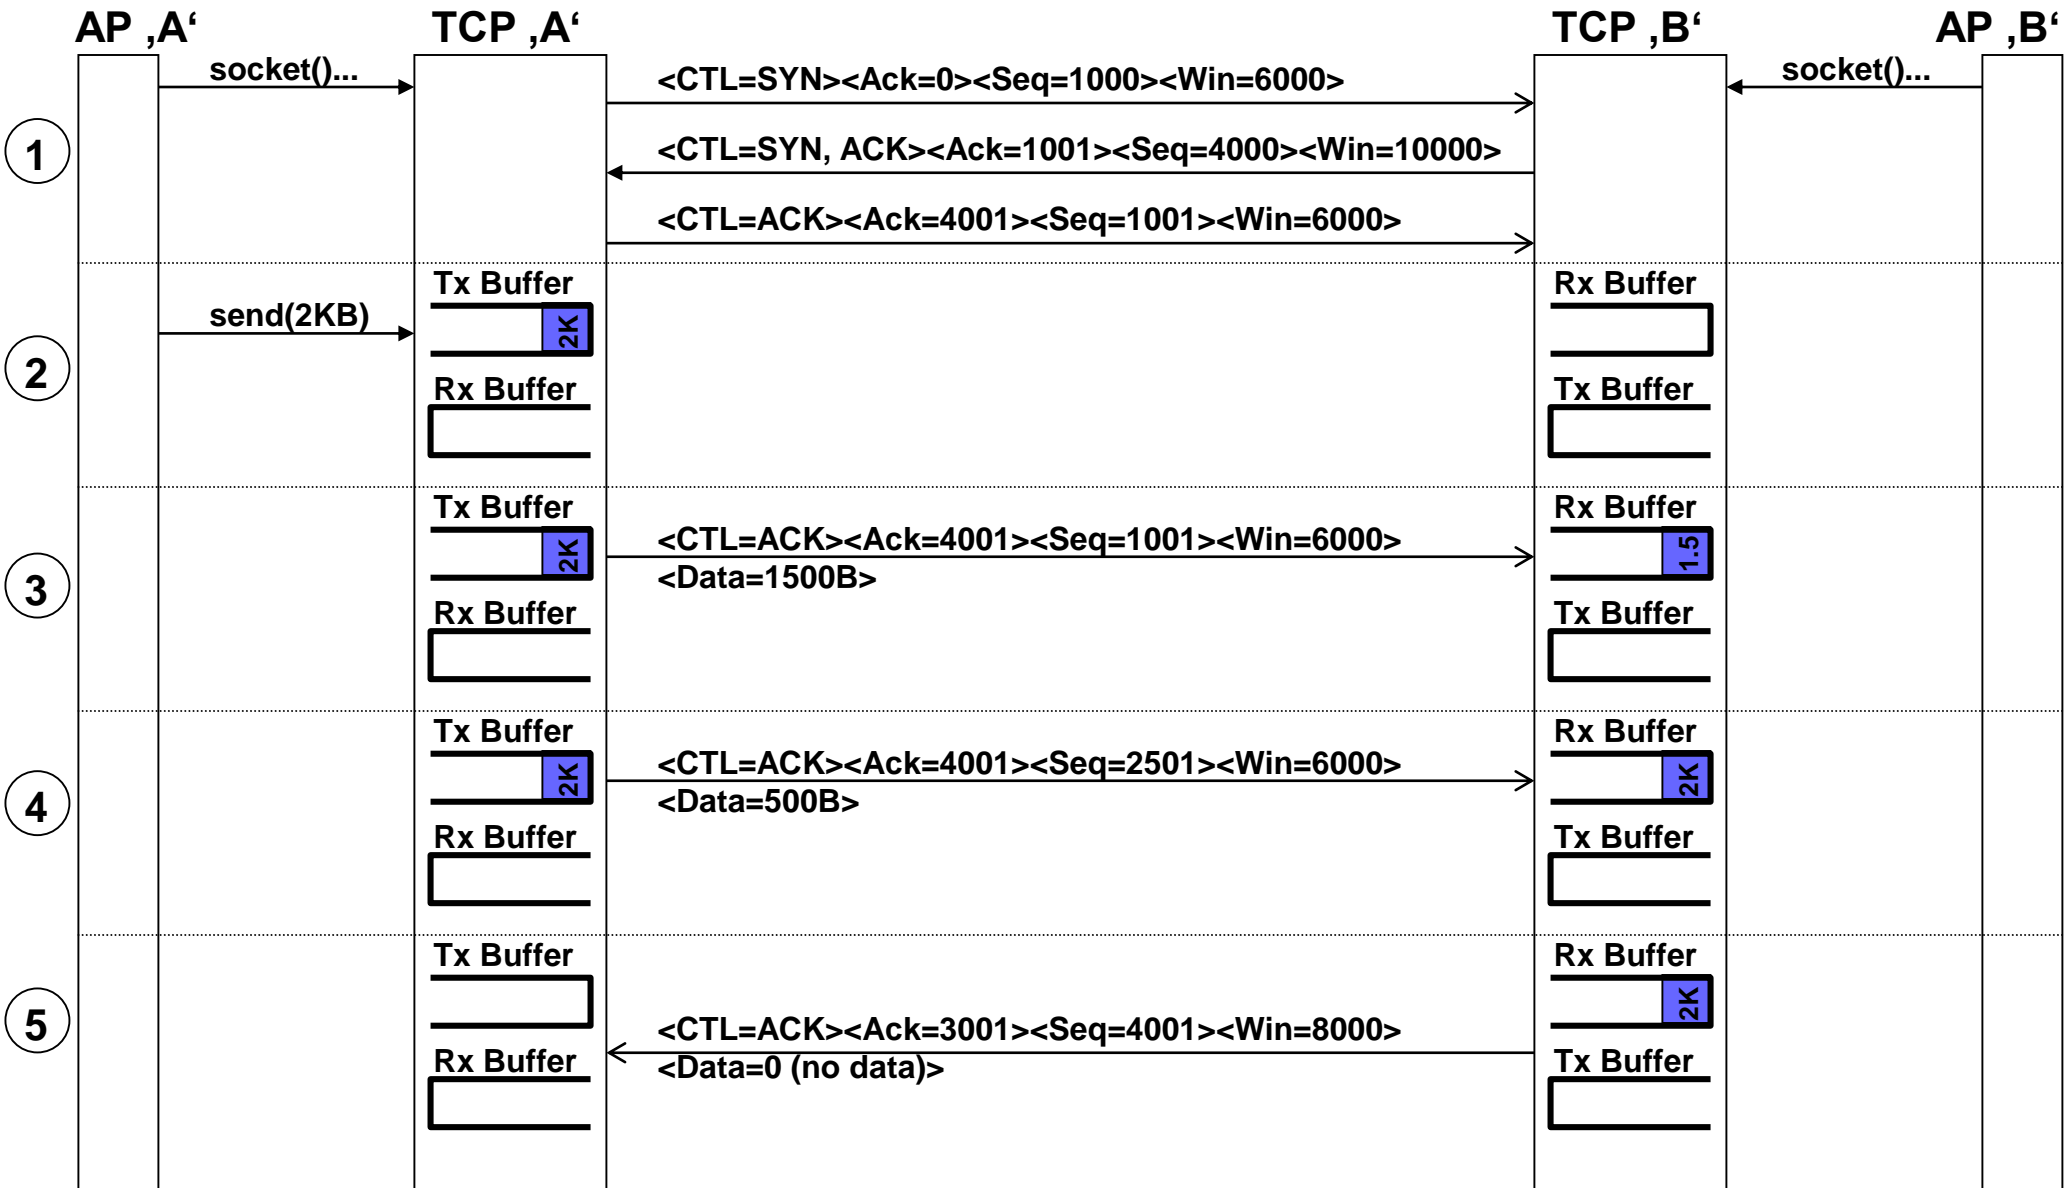 AP ‚A‘
TCP ‚A‘
TCP ‚B‘
AP ‚B‘
socket()...
<CTL=SYN><Ack=0><Seq=1000><Win=6000>
socket()...
1
<CTL=SYN, ACK><Ack=1001><Seq=4000><Win=10000>
<CTL=ACK><Ack=4001><Seq=1001><Win=6000>
Tx Buffer
Rx Buffer
send(2KB)
2K
2
Rx Buffer
Tx Buffer
Tx Buffer
Rx Buffer
2K
<CTL=ACK><Ack=4001><Seq=1001><Win=6000>
1.5
<Data=1500B>
3
Rx Buffer
Tx Buffer
Tx Buffer
Rx Buffer
2K
<CTL=ACK><Ack=4001><Seq=2501><Win=6000>
2K
<Data=500B>
4
Rx Buffer
Tx Buffer
Tx Buffer
Rx Buffer
2K
5
<CTL=ACK><Ack=3001><Seq=4001><Win=8000>
Rx Buffer
<Data=0 (no data)>
Tx Buffer